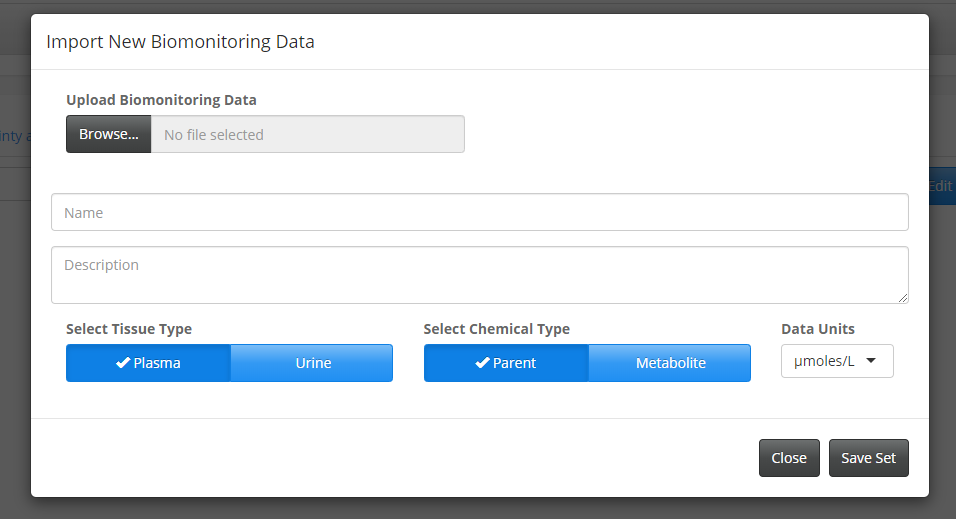 Import New Biomonitoring Data
Upload Biomonitoring Data
Browse... No file selected
inty a
Edit
Name
Description
Select Tissue Type Select Chemical Type Data Units
Plasma Urine Parent Metabolite µmoles/L
Close Save Set